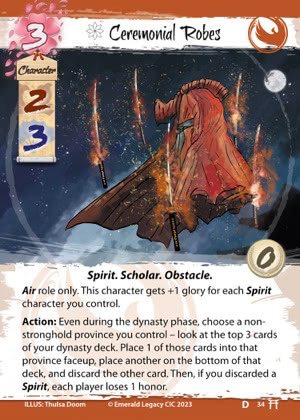 3
Ceremonial Robes
Character
2
3
0
Spirit. Scholar. Obstacle.
Air role only. This character gets +1 glory for each Spirit
character you control.
Action: Even during the dynasty phase, choose a non-
stronghold province you control – look at the top 3 cards
of your dynasty deck. Place 1 of those cards into that
province faceup, place another on the bottom of that
deck, and discard the other card. Then, if you discarded a
Spirit, each player loses 1 honor.
ILLUS: Thulsa Doom © Emerald Legacy CIC 2023 D 34